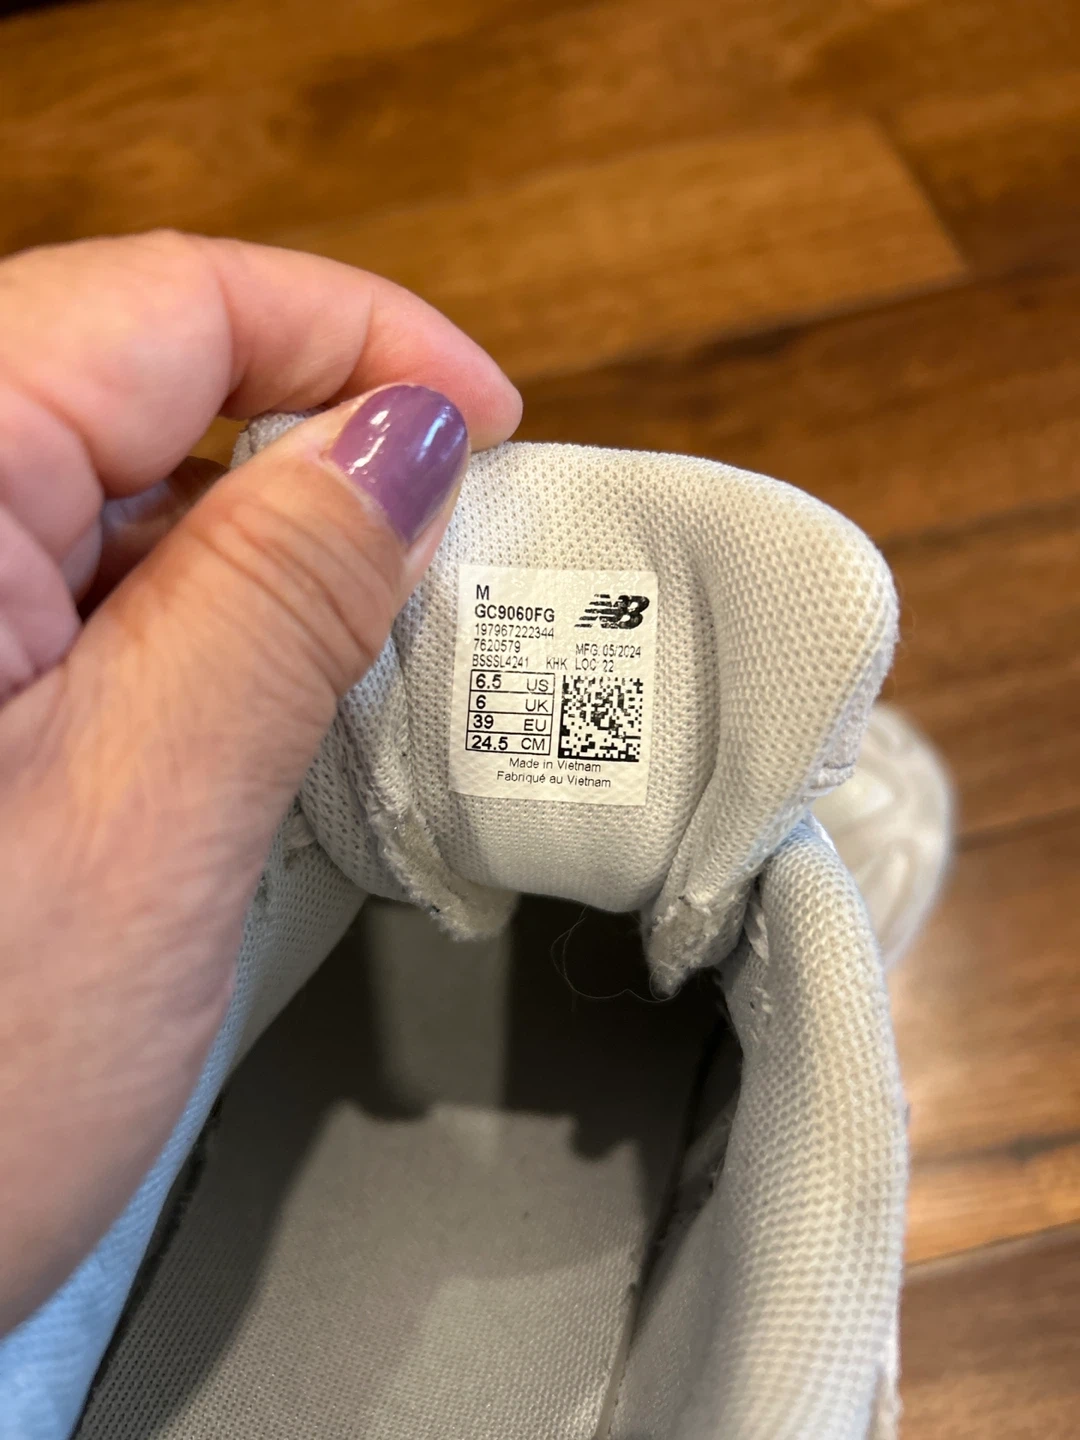 M
GC9060FG
NB
197967222344
7620579 MFG: 05/2024
BSSSL4241 KHK LOC 22
6.5 US
6 UK
39 EU
24.5 CM
Made in Vietnam
Fabriqué au Vietnam